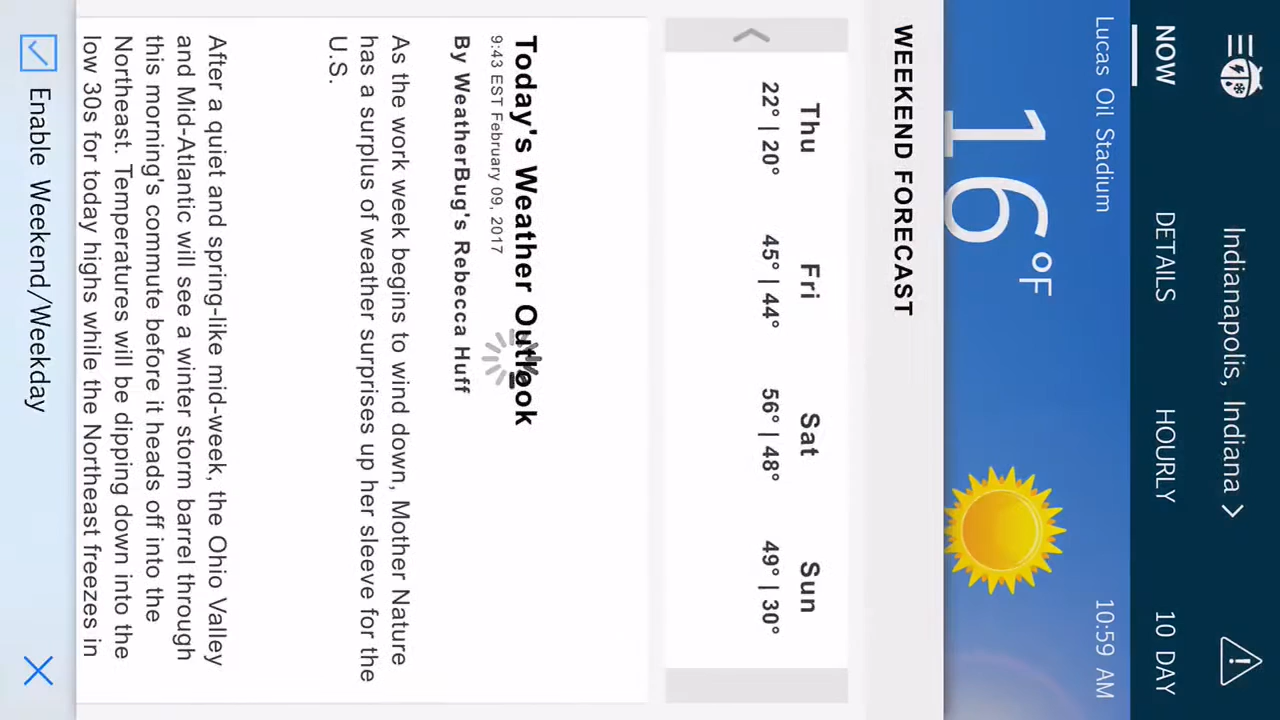 Indianapolis, Indiana >
NOW DETAILS HOURLY 10 DAY
Lucas Oil Stadium 10:59 AM
16°F
WEEKEND FORECAST
Thu Fri Sat Sun
22° | 20° 45° | 44° 56° | 48° 49° | 30°
Today's Weather Outlook
9:43 EST February 09, 2017
By WeatherBug's Rebecca Huff
As the work week begins to wind down, Mother Nature
has a surplus of weather surprises up her sleeve for the
U.S.
After a quiet and spring-like mid-week, the Ohio Valley
and Mid-Atlantic will see a winter storm barrel through
this morning's commute before it heads off into the
Northeast. Temperatures will be dipping down into the
low 30s for today highs while the Northeast freezes in
Enable Weekend/Weekday